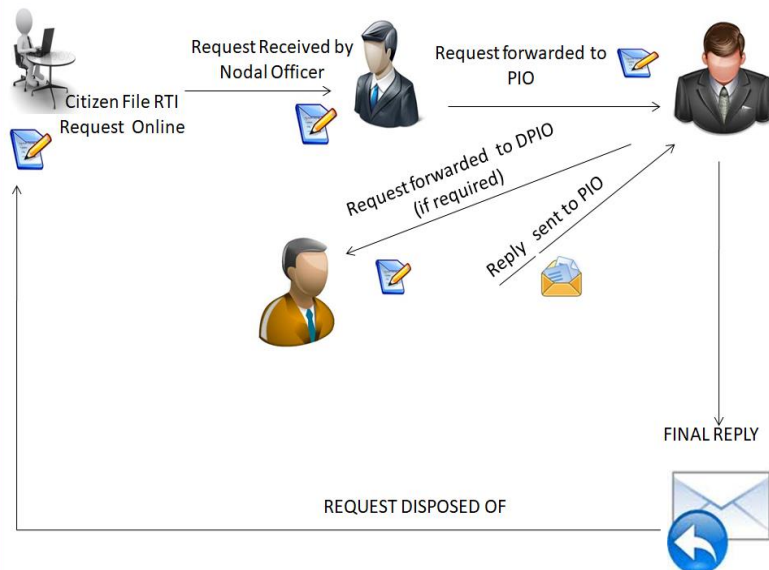 Request Received by
Nodal Officer
Request forwarded to
PIO
Citizen File RTI
Request Online
Request forwarded to DPIO
(if required)
Reply sent to PIO
FINAL REPLY
REQUEST DISPOSED OF